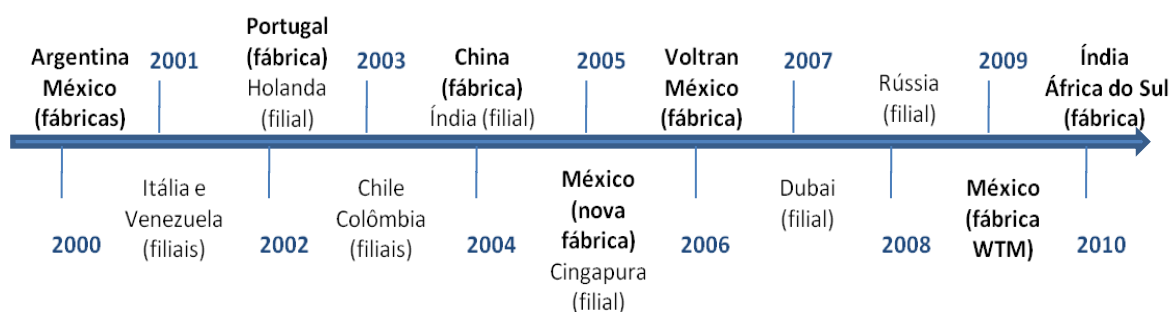 Argentina
México
(fábricas)
2000
2001
Itália e
Venezuela
(filiais)
Portugal
(fábrica)
Holanda
(filial)
2002
2003
Chile
Colômbia
(filiais)
China
(fábrica)
Índia (filial)
2004
2005
México
(nova
fábrica)
Cingapura
(filial)
Voltran
México
(fábrica)
2006
2007
Dubai
(filial)
Rússia
(filial)
2008
2009
México
(fábrica
WTM)
Índia
África do Sul
(fábrica)
2010